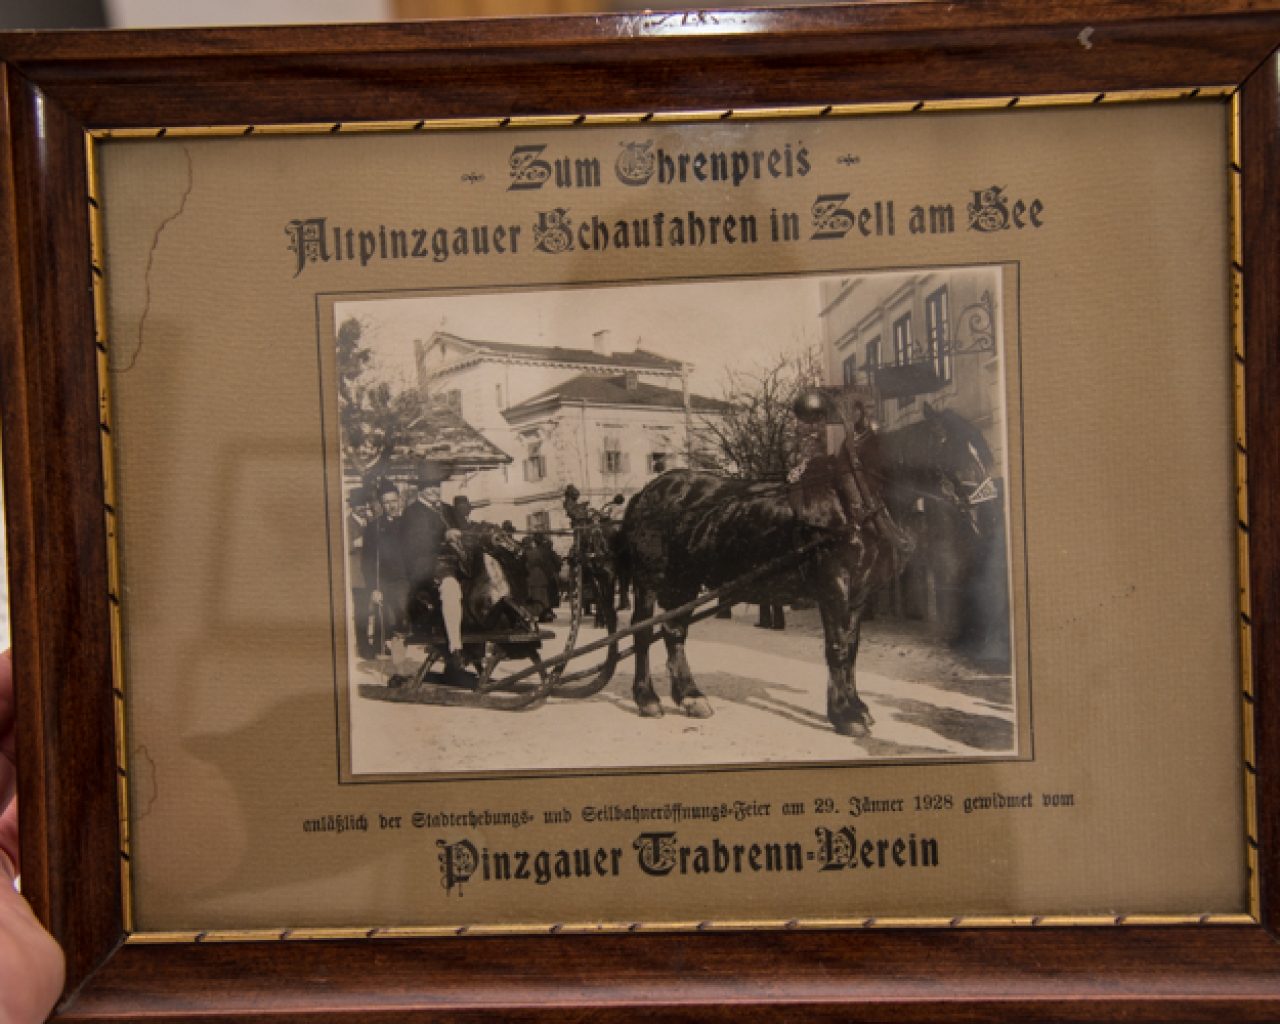 Zum Ehrenpreis
Altpinzgauer Schaufahren in Zell am See
anläßlich der Stadterhebungs- und Seilbahneröffnungs-Feier am 29. Jänner 1928 gewidmet vom
Pinzgauer Trabrenn-Verein